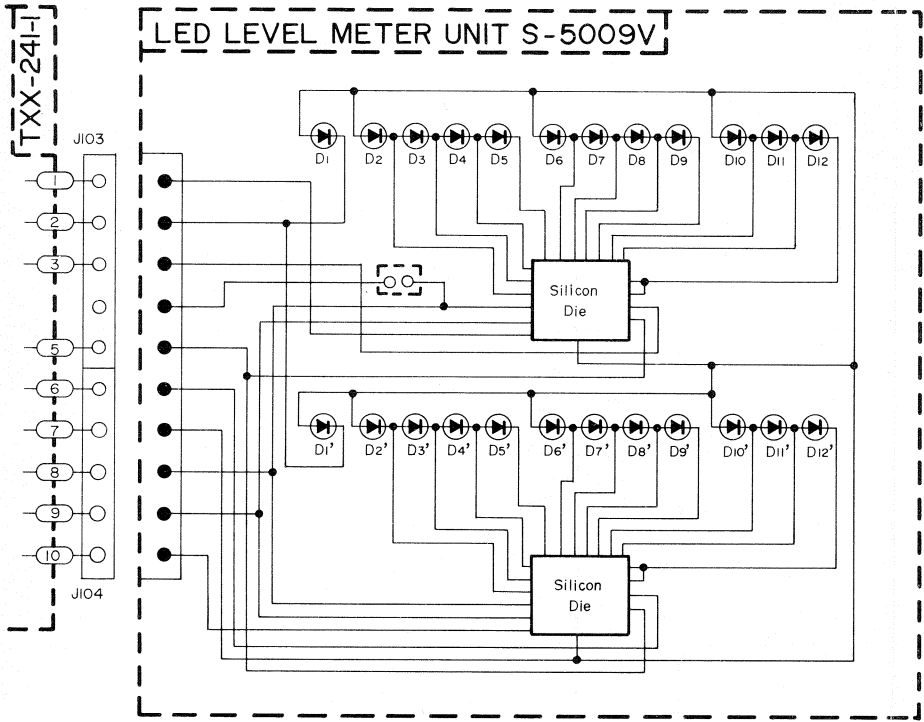 LED LEVEL METER UNIT S-5009V
TXX-241-1
J103
D1 D2 D3 D4 D5 D6 D7 D8 D9 D10 D11 D12
1
2
3
Silicon
Die
5
6
7
D1' D2' D3' D4' D5' D6' D7' D8' D9' D10' D11' D12'
8
9
10
Silicon
Die
J104